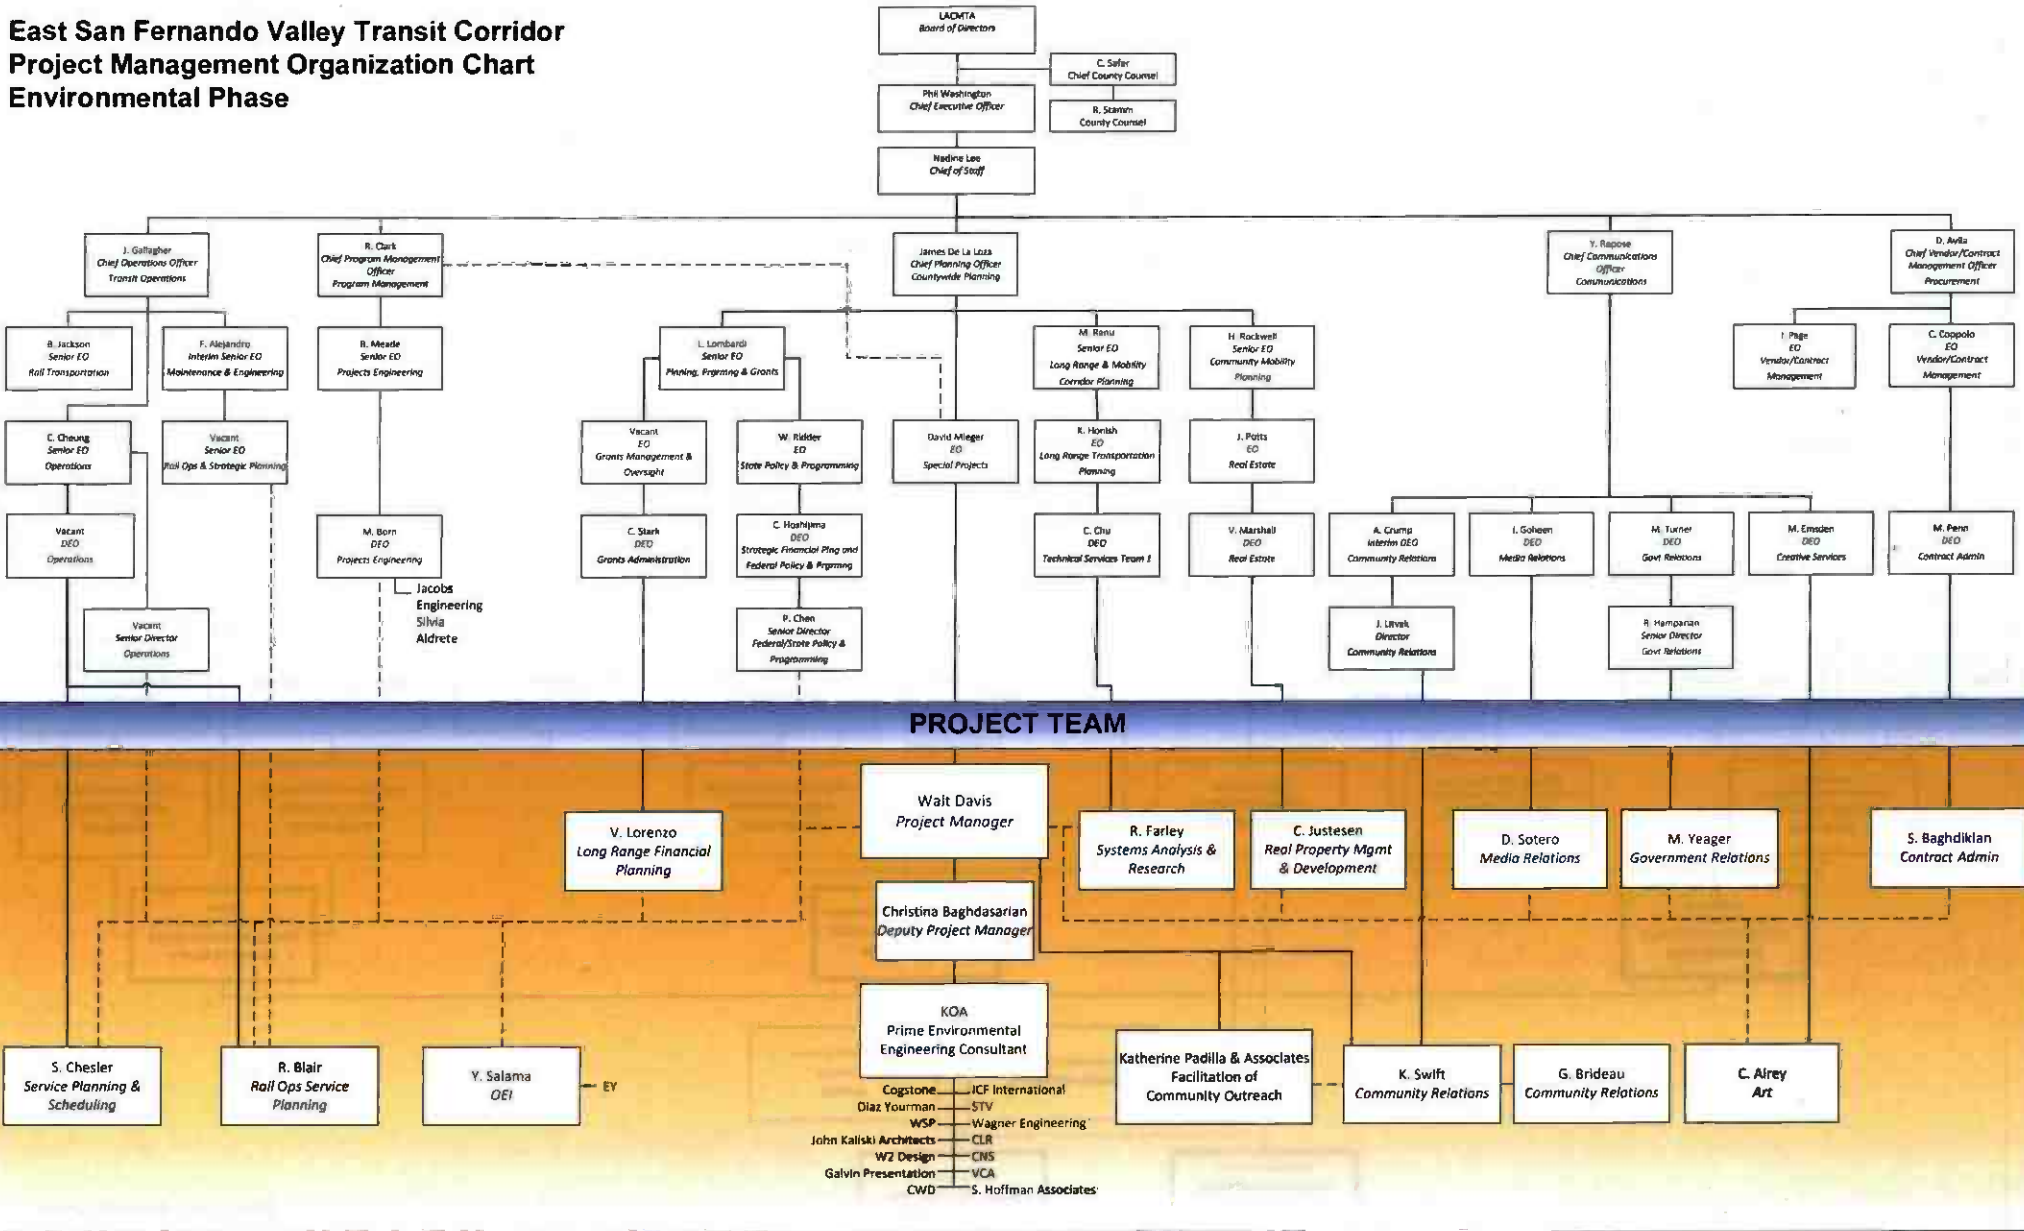 East San Fernando Valley Transit Corridor
Project Management Organization Chart
Environmental Phase
LACMTA
Board of Directors
C. Safer
Chief County Counsel
Phil Washington
Chief Executive Officer
R. Stamm
County Counsel
Nadine Lee
Chief of Staff
J. Gallagher
Chief Operations Officer
Transit Operations
R. Clark
Chief Program Management
Officer
Program Management
James De La Loza
Chief Planning Officer
Countywide Planning
Y. Rapose
Chief Communications
Officer
Communications
D. Avila
Chief Vendor/Contract
Management Officer
Procurement
B. Jackson
Senior EO
Rail Transportation
F. Alejandro
Interim Senior EO
Maintenance & Engineering
B. Meade
Senior EO
Projects Engineering
L. Lombardi
Senior EO
Plnning, Prgrmng & Grants
M. Ranu
Senior EO
Long Range & Mobility
Corridor Planning
H. Rockwell
Senior EO
Community Mobility
Planning
Page
EO
Vendor/Contract
Management
C. Coppolo
EO
Vendor/Contract
Management
C. Cheung
Senior EO
Operations
Vacant
Senior EO
Rail Ops & Strategic Planning
Vacant
EO
Grants Management &
Oversight
W. Ridder
EO
State Policy & Programming
David Mieger
EO
Special Projects
K. Honish
EO
Long Range Transportation
Planning
J. Potts
EO
Real Estate
Vacant
DEO
Operations
M. Born
DEO
Projects Engineering
C. Stark
DEO
Grants Administration
C. Hoshijima
DEO
Strategic Financial Plng and
Federal Policy & Prgrmng
C. Chu
DEO
Technical Services Team 1
V. Marshall
DEO
Real Estate
A. Crump
Interim DEO
Community Relations
J. Goheen
DEO
Media Relations
M. Turner
DEO
Govt Relations
M. Emsden
DEO
Creative Services
M. Penn
DEO
Contract Admin
Jacobs
Engineering
Silvia
Aldrete
Vacant
Senior Director
Operations
P. Chen
Senior Director
Federal/State Policy &
Programming
J. Litvak
Director
Community Relations
R. Hamparian
Senior Director
Govt Relations
PROJECT TEAM
Walt Davis
Project Manager
V. Lorenzo
Long Range Financial
Planning
R. Farley
Systems Analysis &
Research
C. Justesen
Real Property Mgmt
& Development
D. Sotero
Media Relations
M. Yeager
Government Relations
S. Baghdikian
Contract Admin
Christina Baghdasarian
Deputy Project Manager
KOA
Prime Environmental
Engineering Consultant
S. Chesler
Service Planning &
Scheduling
R. Blair
Rail Ops Service
Planning
Y. Salama
OEI
EY
Katherine Padilla & Associates
Facilitation of
Community Outreach
K. Swift
Community Relations
G. Brideau
Community Relations
C. Airey
Art
Cogstone
JCF International
Diaz Yourman
STV
WSP
Wagner Engineering
John Kaliski Architects
CLR
W2 Design
CNS
Galvin Presentation
VCA
CWD
S. Hoffman Associates